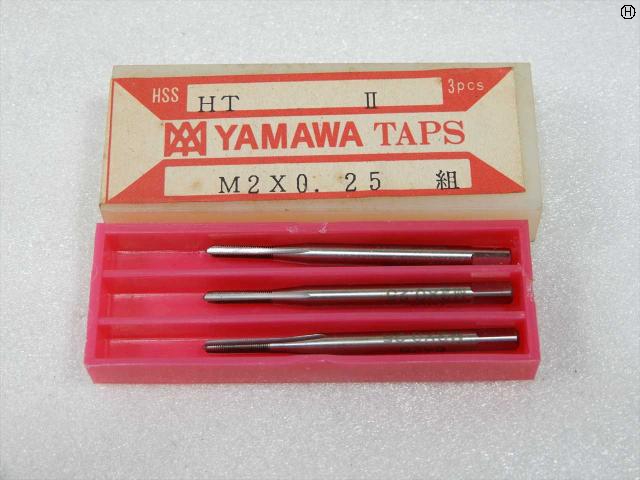 H
HSS HT II 3pcs
YAMAWA TAPS
M2X0.25 組